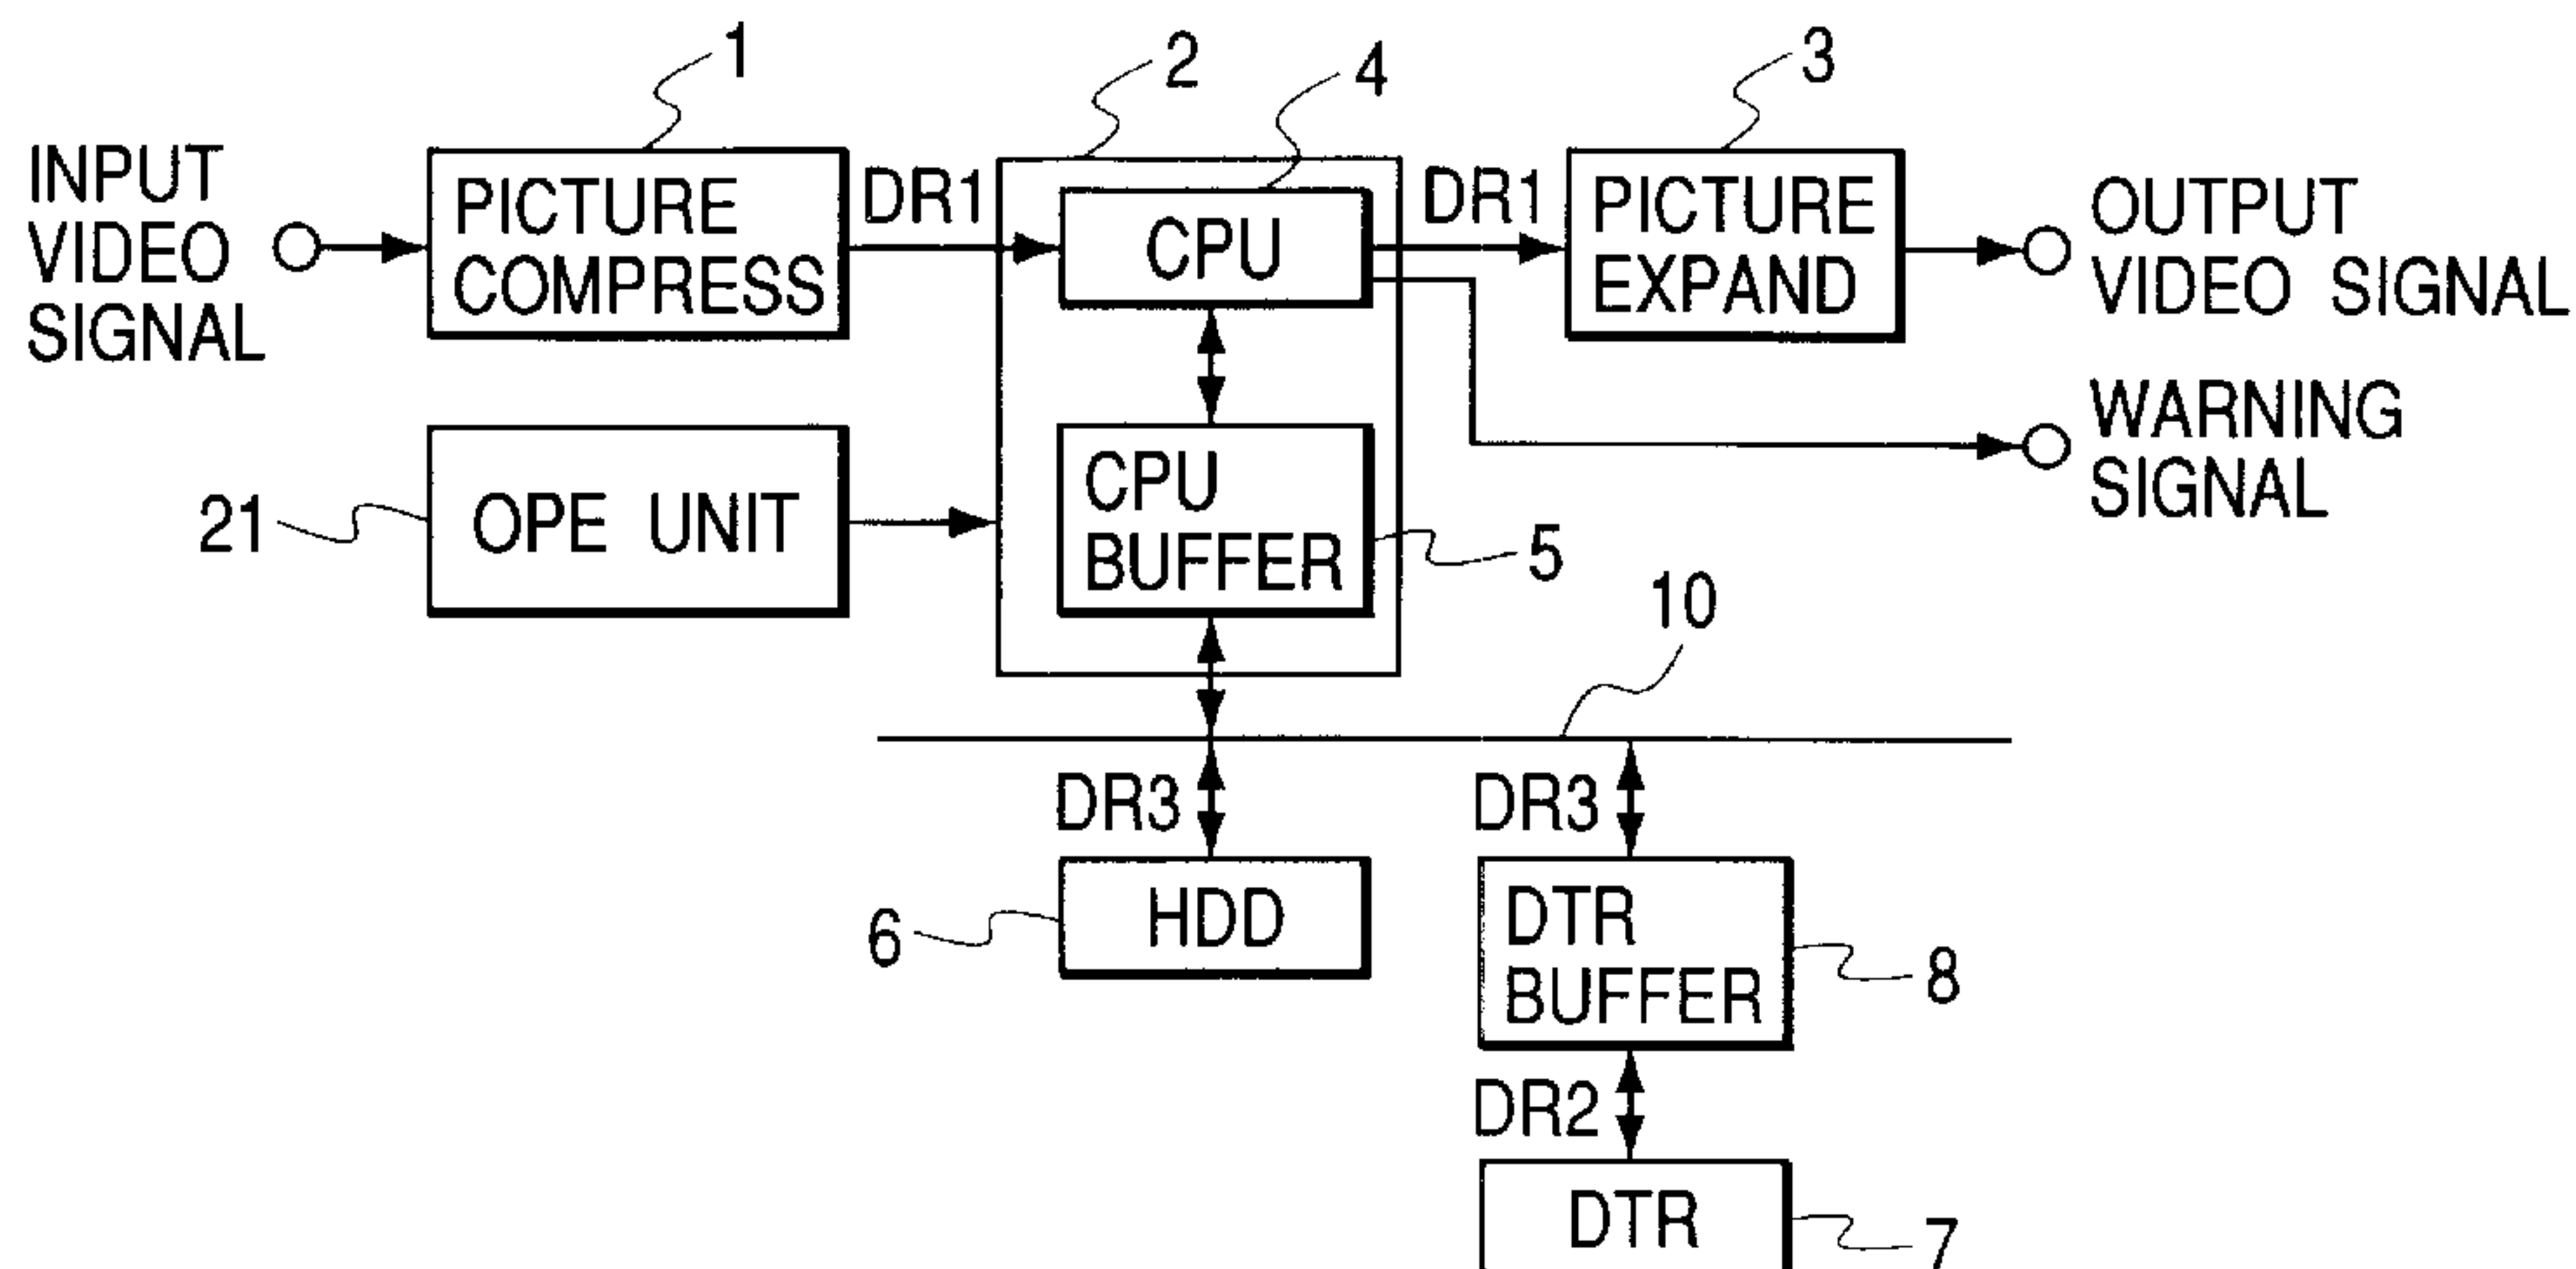 1
2
4
3
INPUT
VIDEO
SIGNAL
PICTURE
COMPRESS
DR1
CPU
DR1
PICTURE
EXPAND
OUTPUT
VIDEO SIGNAL
WARNING
SIGNAL
21
OPE UNIT
CPU
BUFFER
5
10
DR3
DR3
6
HDD
DTR
BUFFER
8
DR2
DTR
7